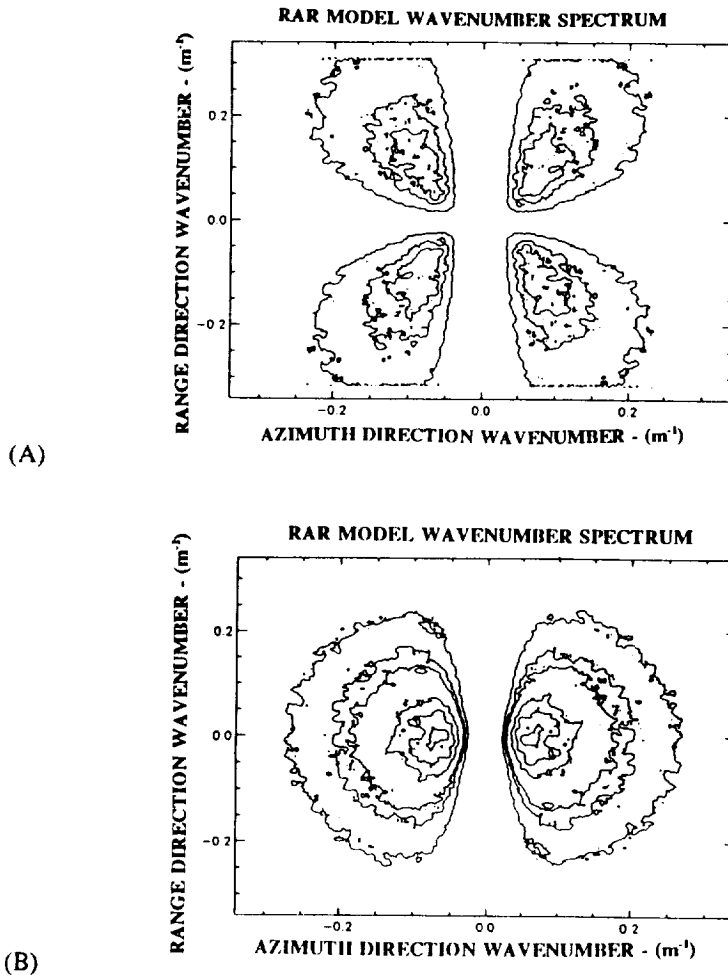 RAR MODEL WAVENUMBER SPECTRUM
RANGE DIRECTION WAVENUMBER - (m⁻¹)
0.2
0.0
-0.2
-0.2
0.0
0.2
AZIMUTH DIRECTION WAVENUMBER - (m⁻¹)
(A)
RAR MODEL WAVENUMBER SPECTRUM
RANGE DIRECTION WAVENUMBER - (m⁻¹)
0.2
0.0
-0.2
-0.2
0.0
0.2
AZIMUTH DIRECTION WAVENUMBER - (m⁻¹)
(B)